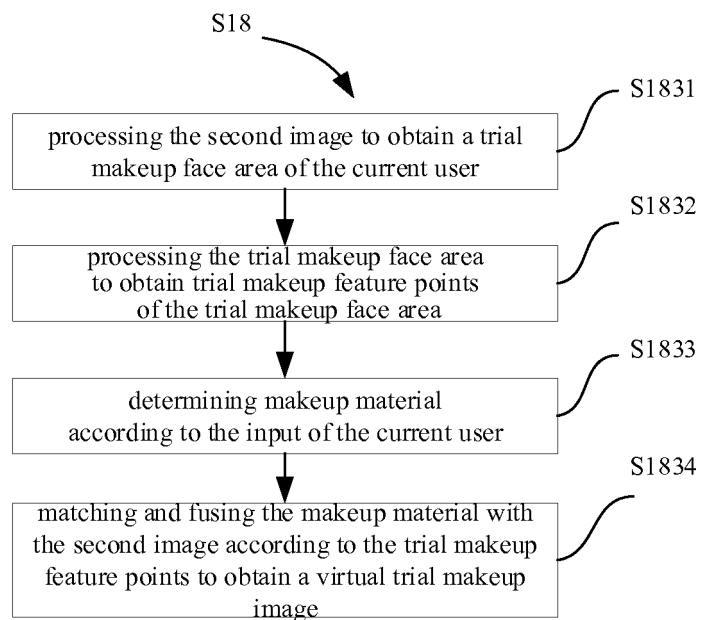 S18
S1831
processing the second image to obtain a trial
makeup face area of the current user
S1832
processing the trial makeup face area
to obtain trial makeup feature points
of the trial makeup face area
S1833
determining makeup material
according to the input of the current user
S1834
matching and fusing the makeup material with
the second image according to the trial makeup
feature points to obtain a virtual trial makeup
image